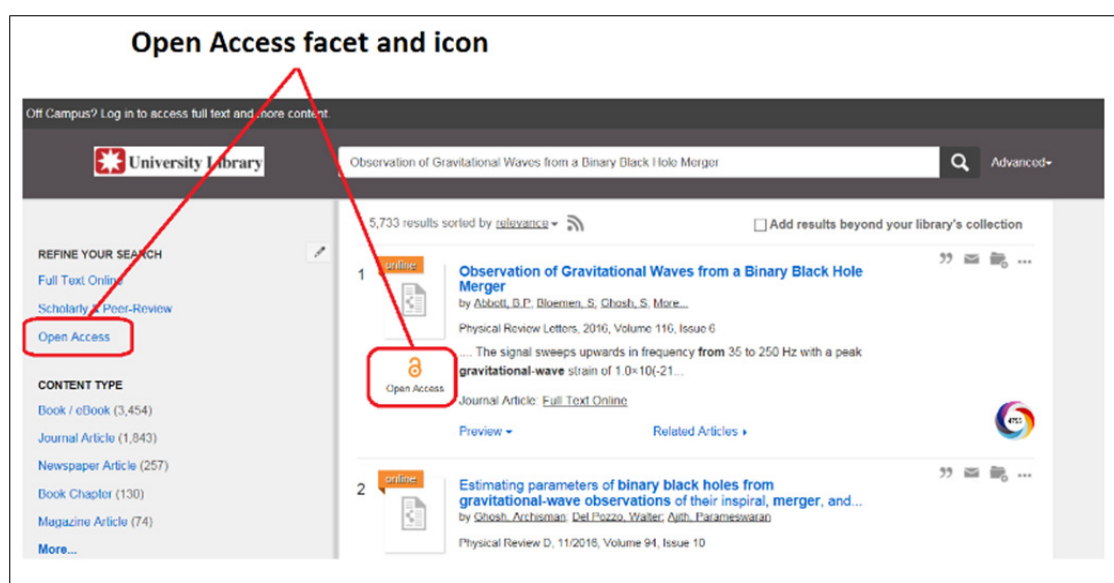 Open Access facet and icon
Off Campus? Log in to access full text and more content.
University Library
Observation of Gravitational Waves from a Binary Black Hole Merger
Advanced
5,733 results sorted by relevance
Add results beyond your library's collection
REFINE YOUR SEARCH
Full Text Online
Scholarly & Peer-Review
Open Access
CONTENT TYPE
Book / eBook (3,454)
Journal Article (1,843)
Newspaper Article (257)
Book Chapter (130)
Magazine Article (74)
More...
1
online
Observation of Gravitational Waves from a Binary Black Hole
Merger
by Abbott, B.P, Bloemen, S, Ghosh, S, More...
Physical Review Letters, 2016, Volume 116, Issue 6
.... The signal sweeps upwards in frequency from 35 to 250 Hz with a peak
gravitational-wave strain of 1.0×10(-21...
Open Access
Journal Article: Full Text Online
Preview
Related Articles
2
online
Estimating parameters of binary black holes from
gravitational-wave observations of their inspiral, merger, and...
by Ghosh, Archisman; Del Pozzo, Walter; Ajith, Parameswaran
Physical Review D, 11/2016, Volume 94, Issue 10